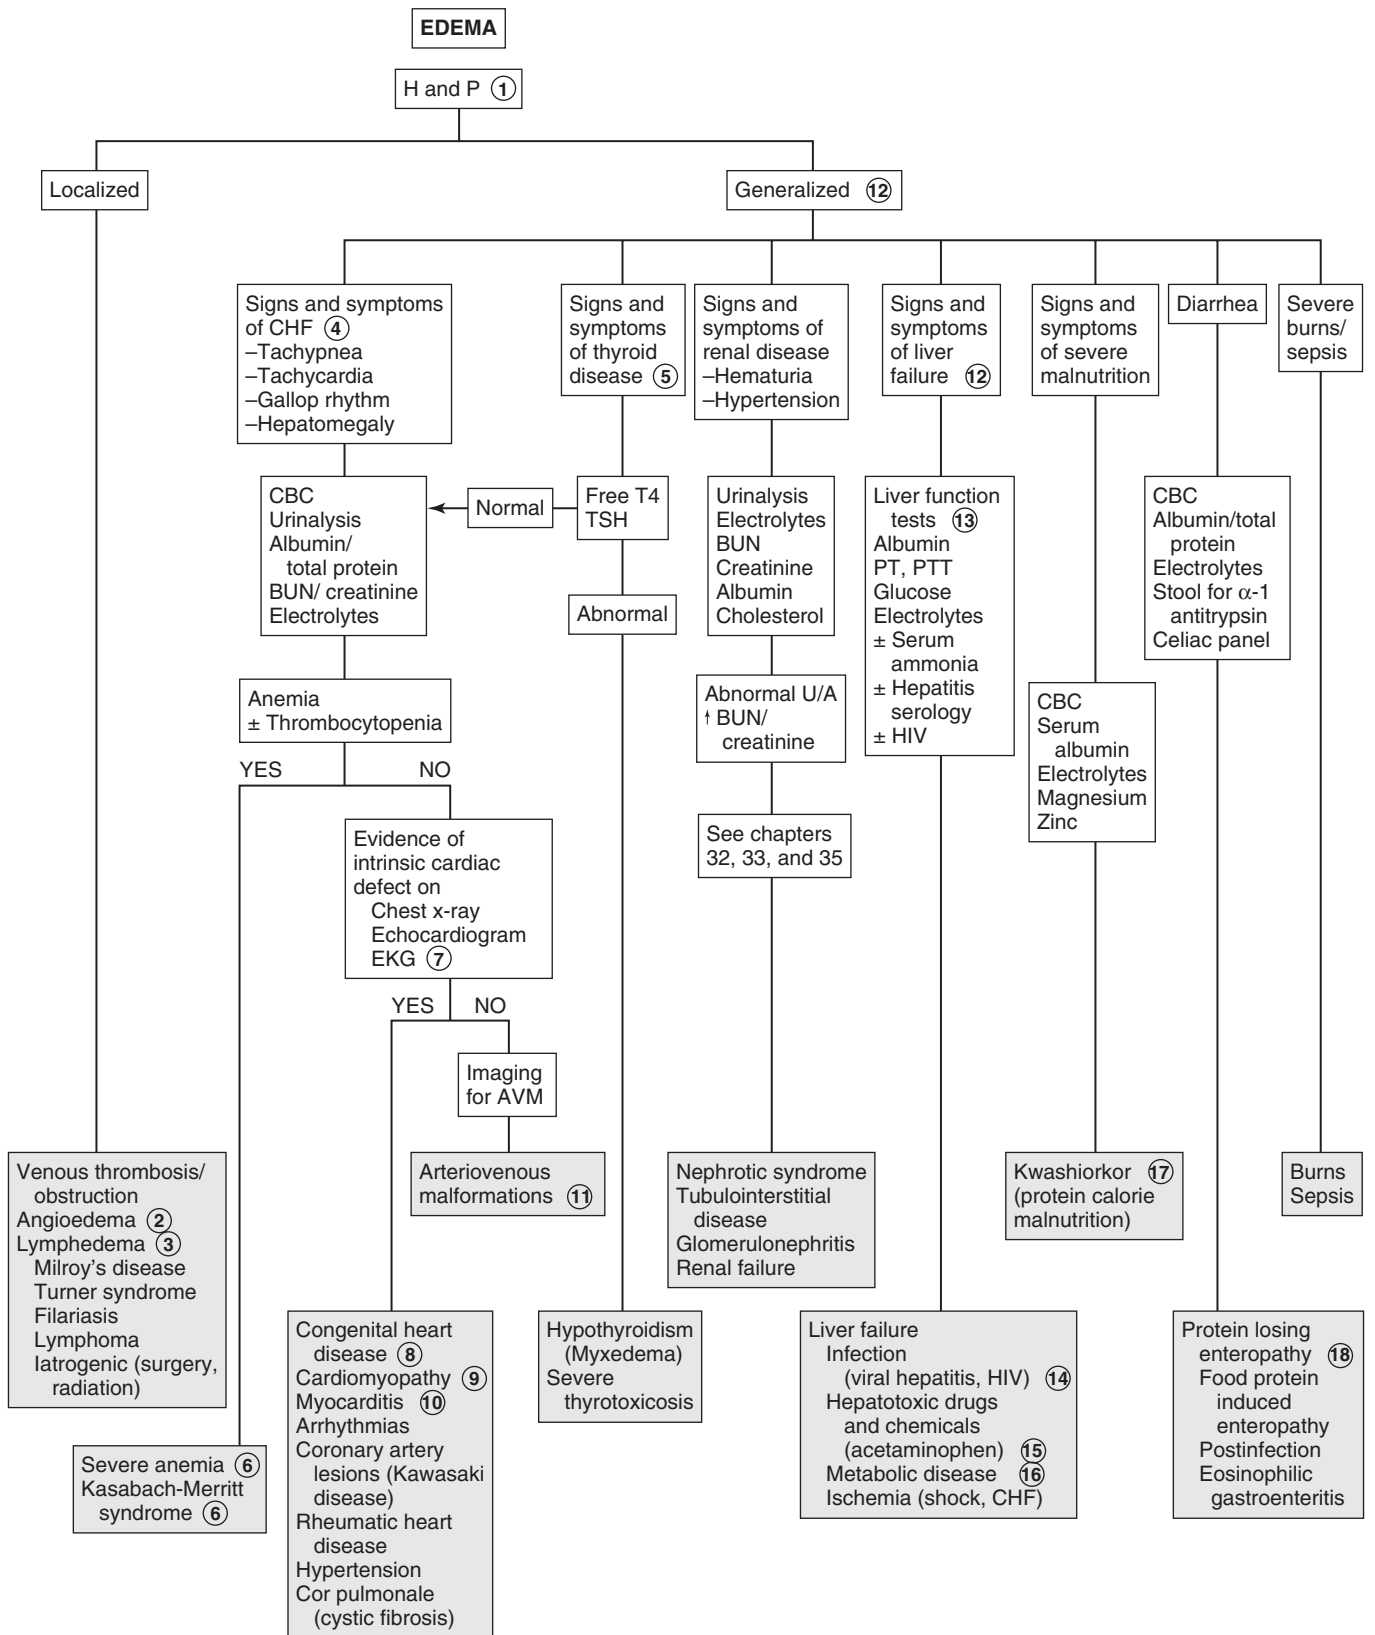 EDEMA
H and P 1
Localized
Generalized 12
Signs and symptoms
of CHF 4
–Tachypnea
–Tachycardia
–Gallop rhythm
–Hepatomegaly
Signs and
symptoms
of thyroid
disease 5
Signs and
symptoms of
renal disease
–Hematuria
–Hypertension
Signs and
symptoms
of liver
failure 12
Signs and
symptoms
of severe
malnutrition
Diarrhea
Severe
burns/
sepsis
CBC
Urinalysis
Albumin/
total protein
BUN/ creatinine
Electrolytes
Normal
Free T4
TSH
Urinalysis
Electrolytes
BUN
Creatinine
Albumin
Cholesterol
Liver function
tests 13
Albumin
PT, PTT
Glucose
Electrolytes
± Serum
ammonia
± Hepatitis
serology
± HIV
CBC
Albumin/total
protein
Electrolytes
Stool for α-1
antitrypsin
Celiac panel
Abnormal
Anemia
± Thrombocytopenia
Abnormal U/A
↑ BUN/
creatinine
CBC
Serum
albumin
Electrolytes
Magnesium
Zinc
YES
NO
Evidence of
intrinsic cardiac
defect on
Chest x-ray
Echocardiogram
EKG 7
See chapters
32, 33, and 35
YES
NO
Imaging
for AVM
Venous thrombosis/
obstruction
Angioedema 2
Lymphedema 3
Milroy's disease
Turner syndrome
Filariasis
Lymphoma
Iatrogenic (surgery,
radiation)
Arteriovenous
malformations 11
Nephrotic syndrome
Tubulointerstitial
disease
Glomerulonephritis
Renal failure
Kwashiorkor 17
(protein calorie
malnutrition)
Burns
Sepsis
Severe anemia 6
Kasabach-Merritt
syndrome 6
Congenital heart
disease 8
Cardiomyopathy 9
Myocarditis 10
Arrhythmias
Coronary artery
lesions (Kawasaki
disease)
Rheumatic heart
disease
Hypertension
Cor pulmonale
(cystic fibrosis)
Hypothyroidism
(Myxedema)
Severe
thyrotoxicosis
Liver failure
Infection
(viral hepatitis, HIV) 14
Hepatotoxic drugs
and chemicals
(acetaminophen) 15
Metabolic disease 16
Ischemia (shock, CHF)
Protein losing
enteropathy 18
Food protein
induced
enteropathy
Postinfection
Eosinophilic
gastroenteritis